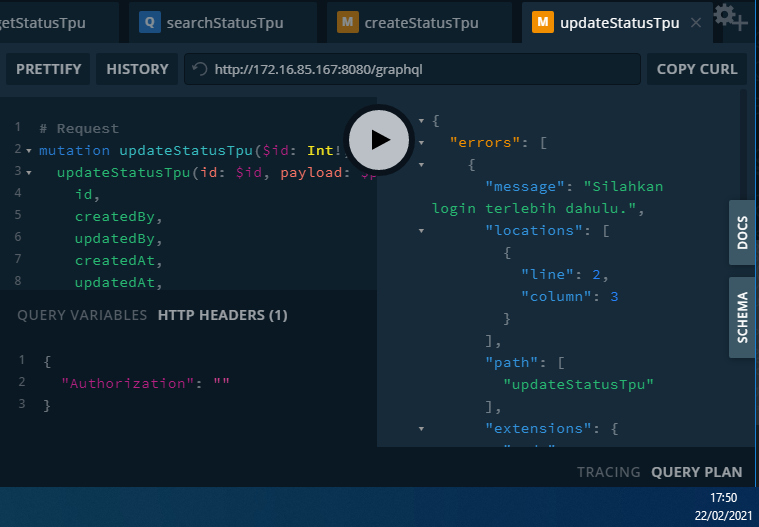 getStatusTpu
Q searchStatusTpu
M createStatusTpu
M updateStatusTpu
PRETTIFY
HISTORY
http://172.16.85.167:8080/graphql
COPY CURL
1 # Request
2 mutation updateStatusTpu($id: Int!
3 updateStatusTpu(id: $id, payload: $p
4 id,
5 createdBy,
6 updatedBy,
7 createdAt,
8 updatedAt,
QUERY VARIABLES HTTP HEADERS (1)
1 {
2 "Authorization": ""
3 }
{
"errors": [
{
"message": "Silahkan
login terlebih dahulu.",
"locations": [
{
"line": 2,
"column": 3
}
],
"path": [
"updateStatusTpu"
],
"extensions": {
DOCS
SCHEMA
TRACING QUERY PLAN
17:50
22/02/2021